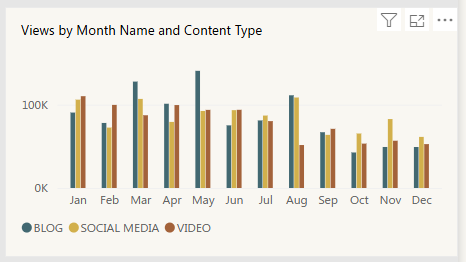 Views by Month Name and Content Type
100K
0K
Jan Feb Mar Apr May Jun Jul Aug Sep Oct Nov Dec
BLOG SOCIAL MEDIA VIDEO